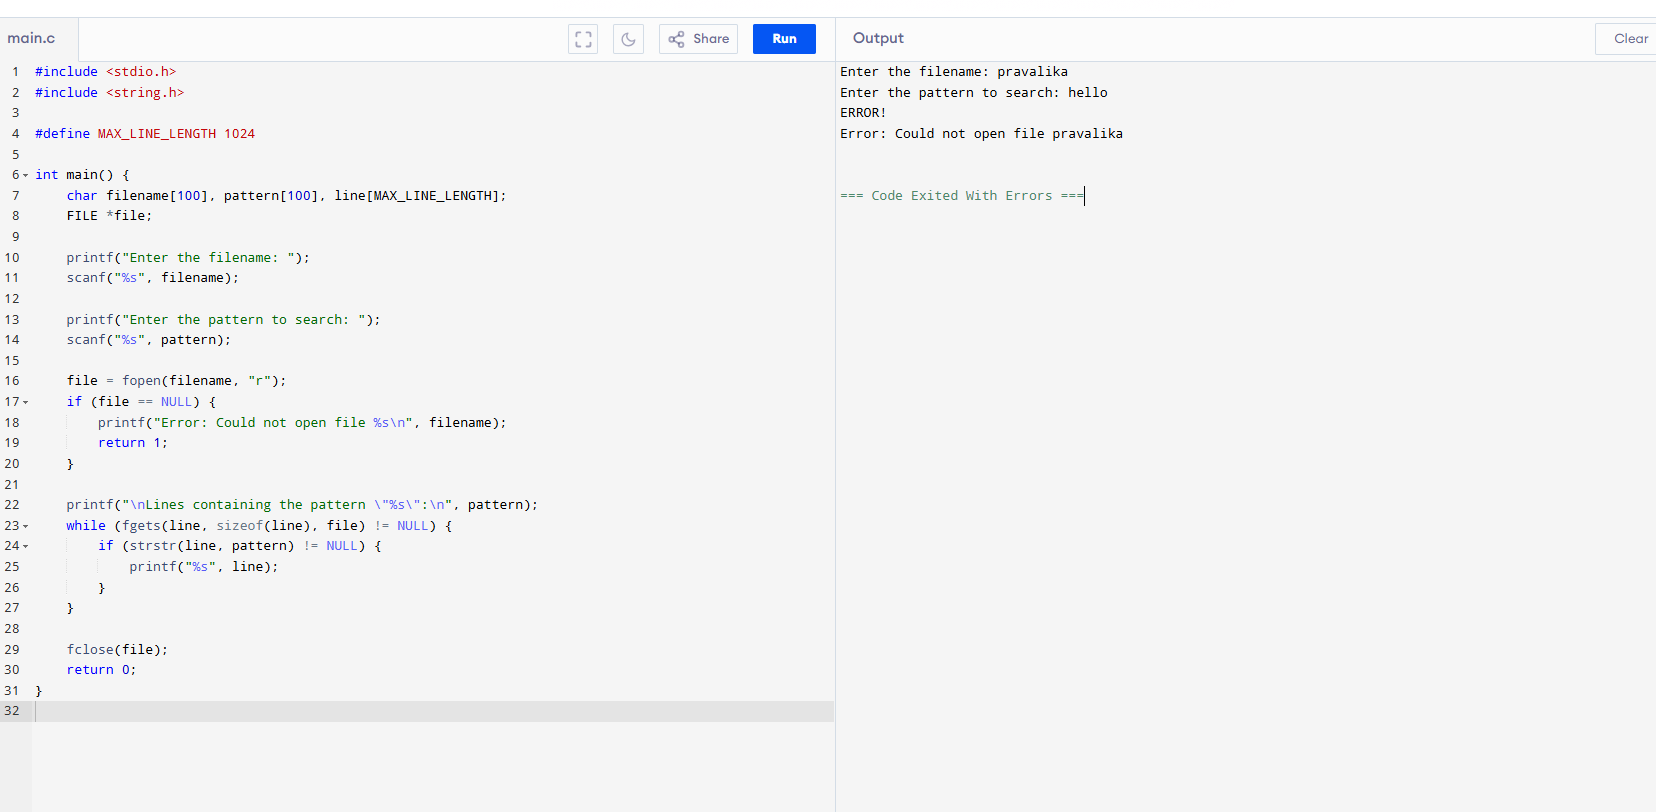 main.c
Share
Run
Output
Clear
1 #include <stdio.h>
2 #include <string.h>
3
4 #define MAX_LINE_LENGTH 1024
5
6 int main() {
7     char filename[100], pattern[100], line[MAX_LINE_LENGTH];
8     FILE *file;
9
10     printf("Enter the filename: ");
11     scanf("%s", filename);
12
13     printf("Enter the pattern to search: ");
14     scanf("%s", pattern);
15
16     file = fopen(filename, "r");
17     if (file == NULL) {
18         printf("Error: Could not open file %s\n", filename);
19         return 1;
20     }
21
22     printf("\nLines containing the pattern \"%s\":\n", pattern);
23     while (fgets(line, sizeof(line), file) != NULL) {
24         if (strstr(line, pattern) != NULL) {
25             printf("%s", line);
26         }
27     }
28
29     fclose(file);
30     return 0;
31 }
32
Enter the filename: pravalika
Enter the pattern to search: hello
ERROR!
Error: Could not open file pravalika
=== Code Exited With Errors ===